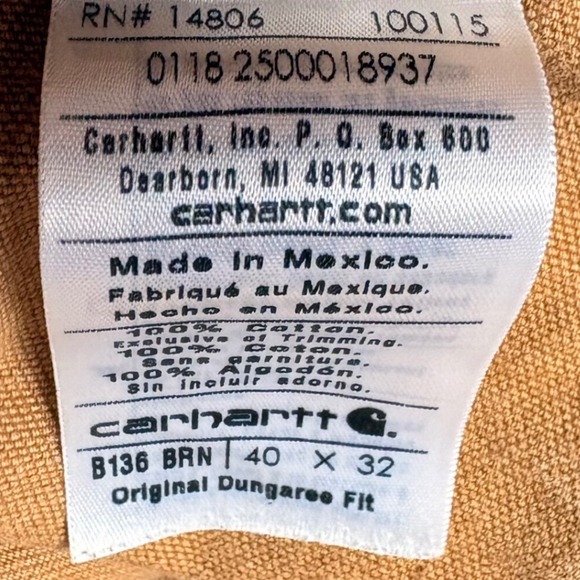 RN# 14806 100115
0118 2500018937
Carhartt, Inc. P. O. Box 600
Dearborn, MI 48121 USA
carhartt.com
Made in Mexico.
Fabriqué au Mexique.
Hecho en México.
100% Cotton.
Exclusive of Trimming.
100% Coton.
Sans garniture.
100% Algodón.
Sin incluir adorno.
carhartt
B136 BRN | 40 X 32
Original Dungaree Fit